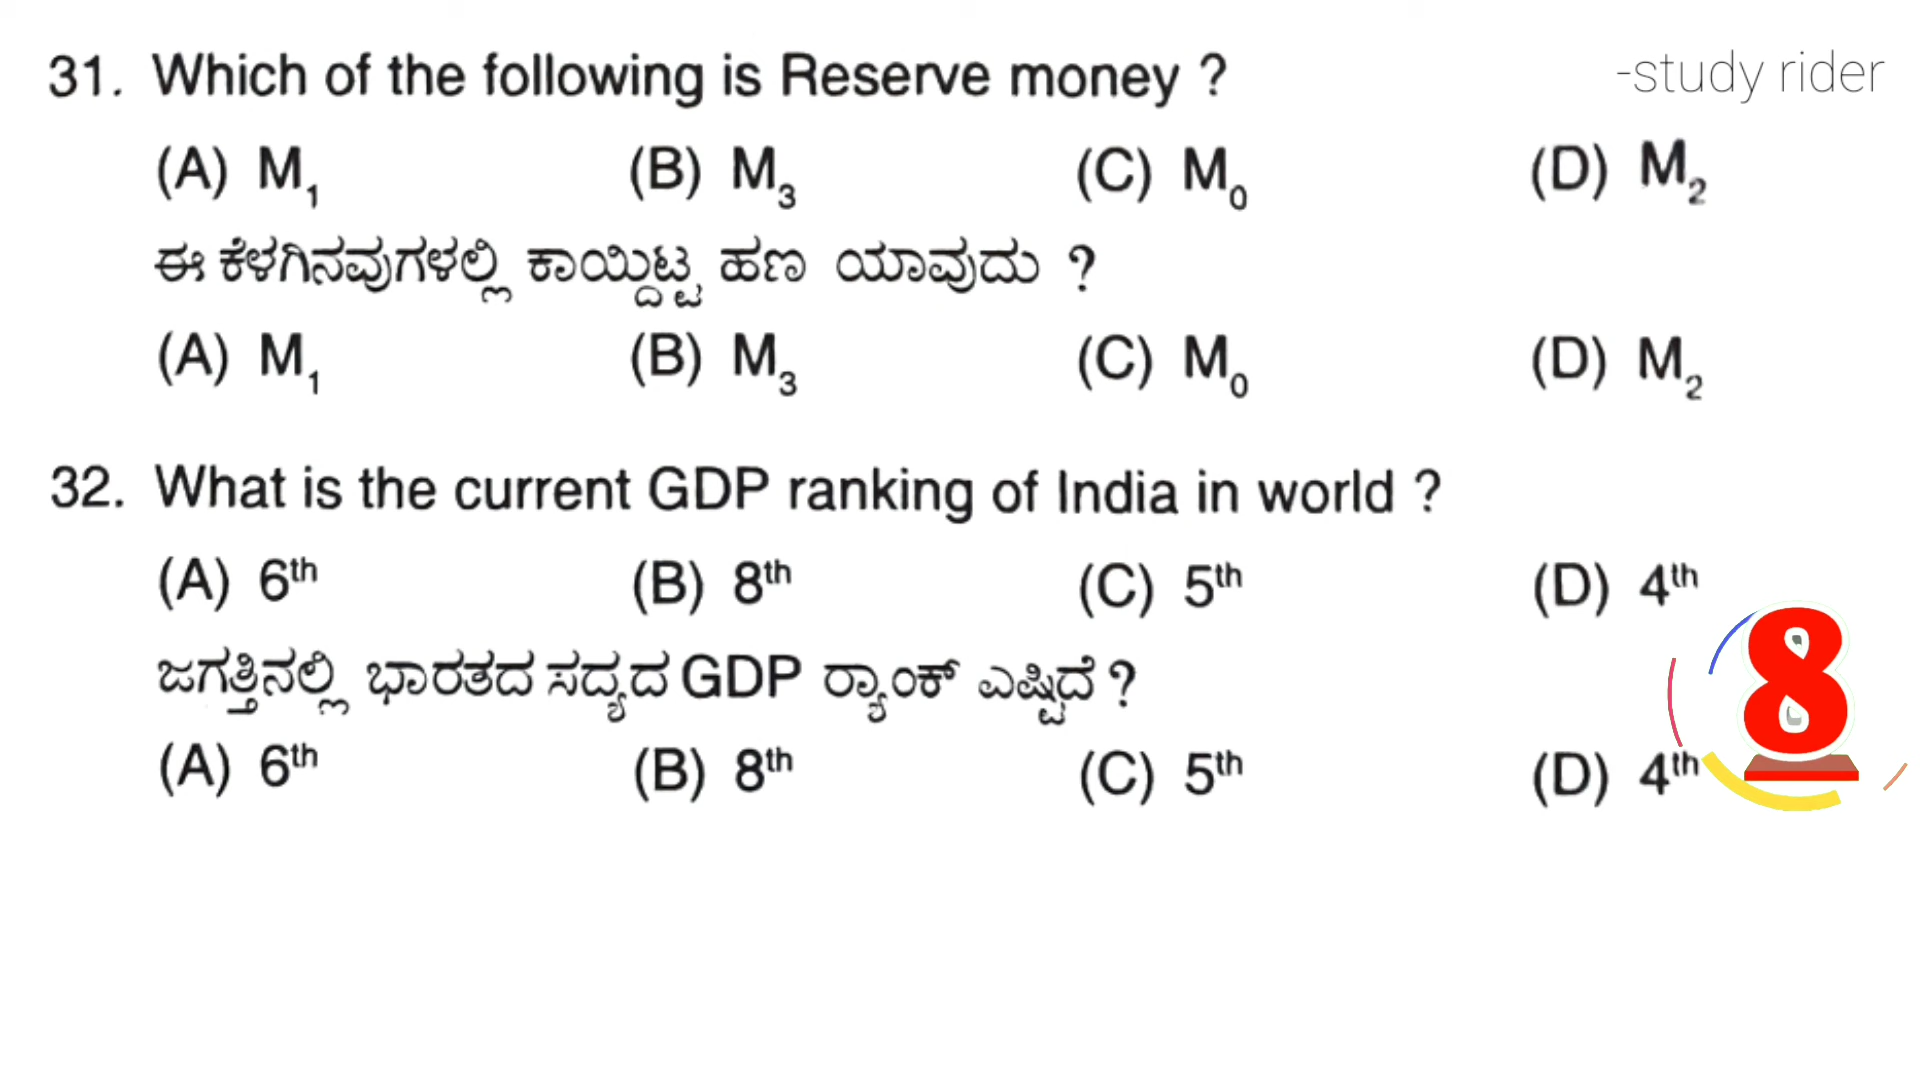 31. Which of the following is Reserve money ?
-study rider
(A) M₁ (B) M₃ (C) M₀ (D) M₂
ಈ ಕೆಳಗಿನವುಗಳಲ್ಲಿ ಕಾಯ್ದಿಟ್ಟ ಹಣ ಯಾವುದು ?
(A) M₁ (B) M₃ (C) M₀ (D) M₂
32. What is the current GDP ranking of India in world ?
(A) 6th (B) 8th (C) 5th (D) 4th
ಜಗತ್ತಿನಲ್ಲಿ ಭಾರತದ ಸದ್ಯದ GDP ರ‍್ಯಾಂಕ್ ಎಷ್ಟಿದೆ ?
(A) 6th (B) 8th (C) 5th (D) 4th
8